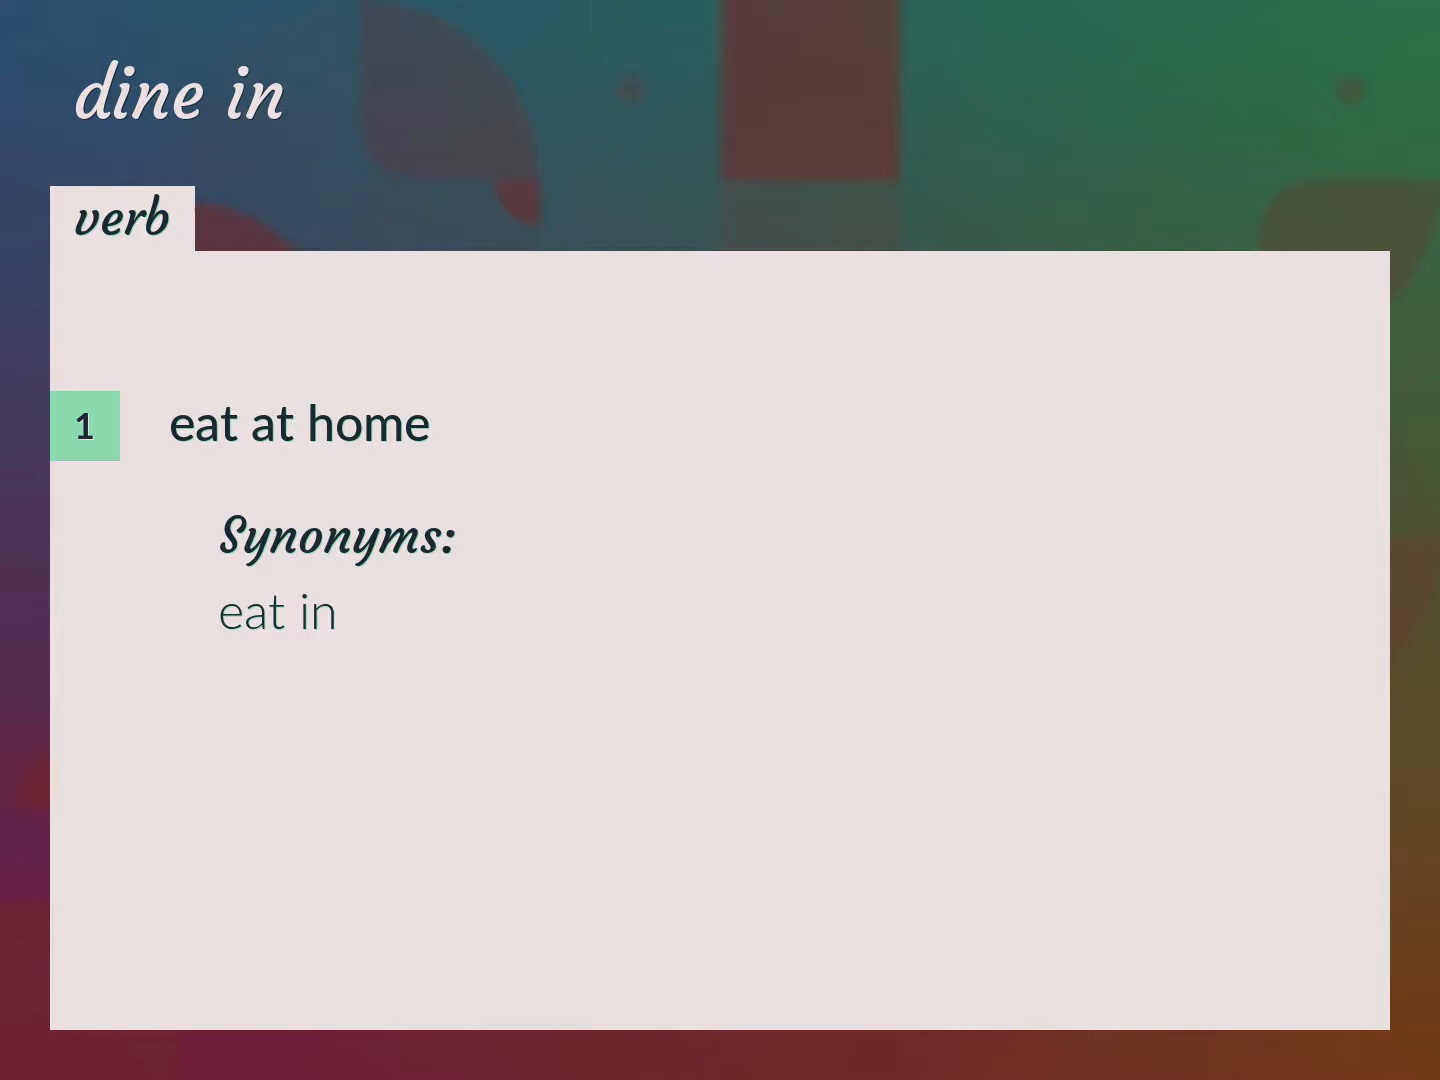 dine in
verb
1 eat at home
Synonyms:
eat in